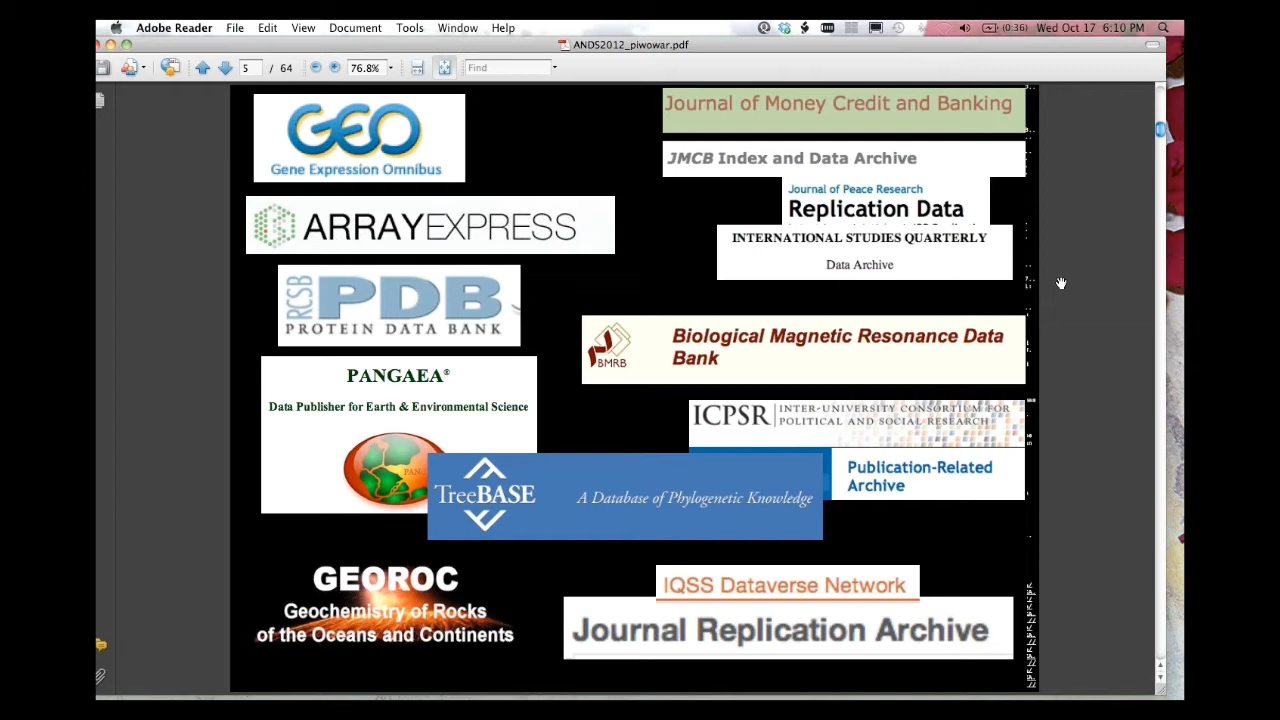 Adobe Reader File Edit View Document Tools Window Help
(0:36) Wed Oct 17 6:10 PM
ANDS2012_piwowar.pdf
5 / 64 76.8% Find
GEO
Gene Expression Omnibus
ARRAYEXPRESS
RCSB
PDB
PROTEIN DATA BANK
PANGAEA®
Data Publisher for Earth & Environmental Science
PAN
TreeBASE A Database of Phylogenetic Knowledge
GEOROC
Geochemistry of Rocks
of the Oceans and Continents
Journal of Money Credit and Banking
JMCB Index and Data Archive
Journal of Peace Research
Replication Data
INTERNATIONAL STUDIES QUARTERLY
Data Archive
BMRB
Biological Magnetic Resonance Data
Bank
ICPSR INTER-UNIVERSITY CONSORTIUM FOR
POLITICAL AND SOCIAL RESEARCH
Publication-Related
Archive
IQSS Dataverse Network
Journal Replication Archive